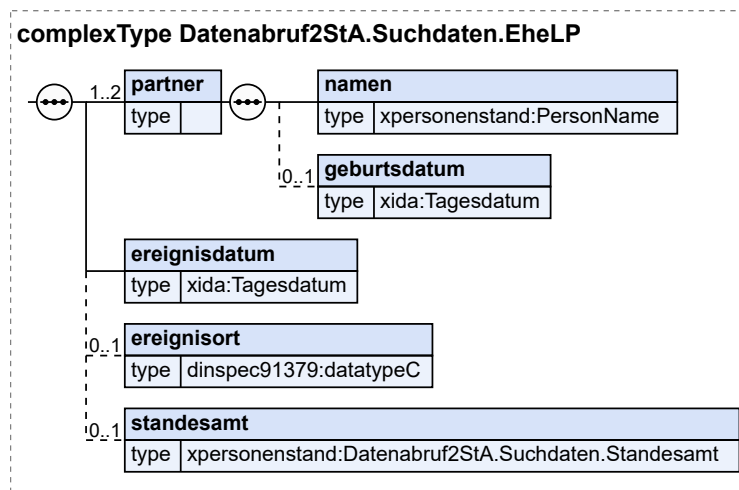 complexType Datenabruf2StA.Suchdaten.EheLP
1..2
partner
type
namen
type xpersonenstand:PersonName
0..1
geburtsdatum
type xida:Tagesdatum
ereignisdatum
type xida:Tagesdatum
0..1
ereignisort
type dinspec91379:datatypeC
0..1
standesamt
type xpersonenstand:Datenabruf2StA.Suchdaten.Standesamt